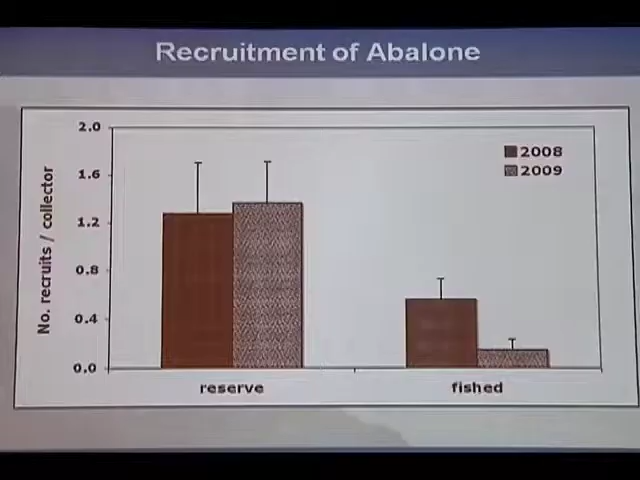 Recruitment of Abalone
No. recruits / collector
2.0
1.6
1.2
0.8
0.4
0.0
2008
2009
reserve
fished